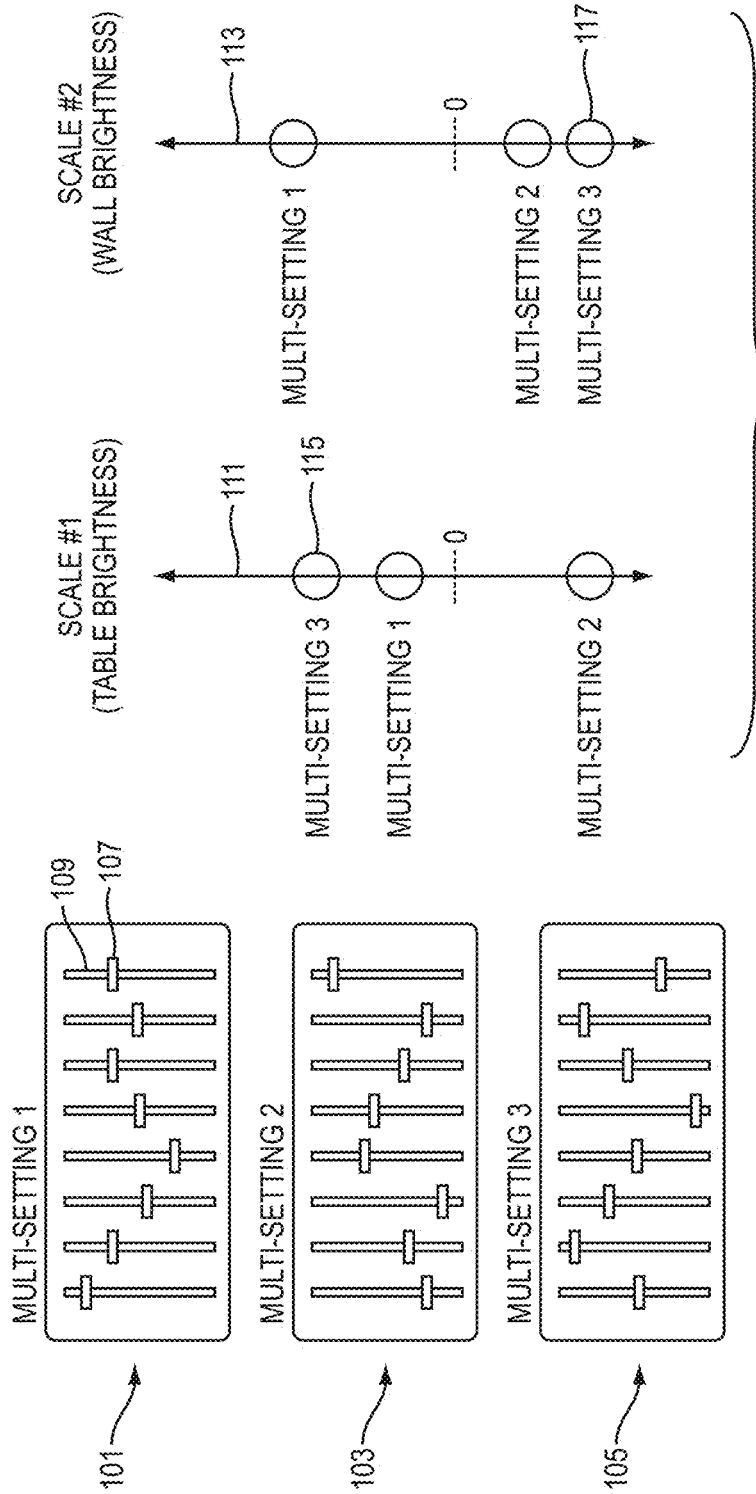 MULTI-SETTING 1
109
107
101
MULTI-SETTING 2
103
MULTI-SETTING 3
105
SCALE #1
(TABLE BRIGHTNESS)
111
115
MULTI-SETTING 3
MULTI-SETTING 1
0
MULTI-SETTING 2
SCALE #2
(WALL BRIGHTNESS)
113
MULTI-SETTING 1
0
MULTI-SETTING 2
MULTI-SETTING 3
117